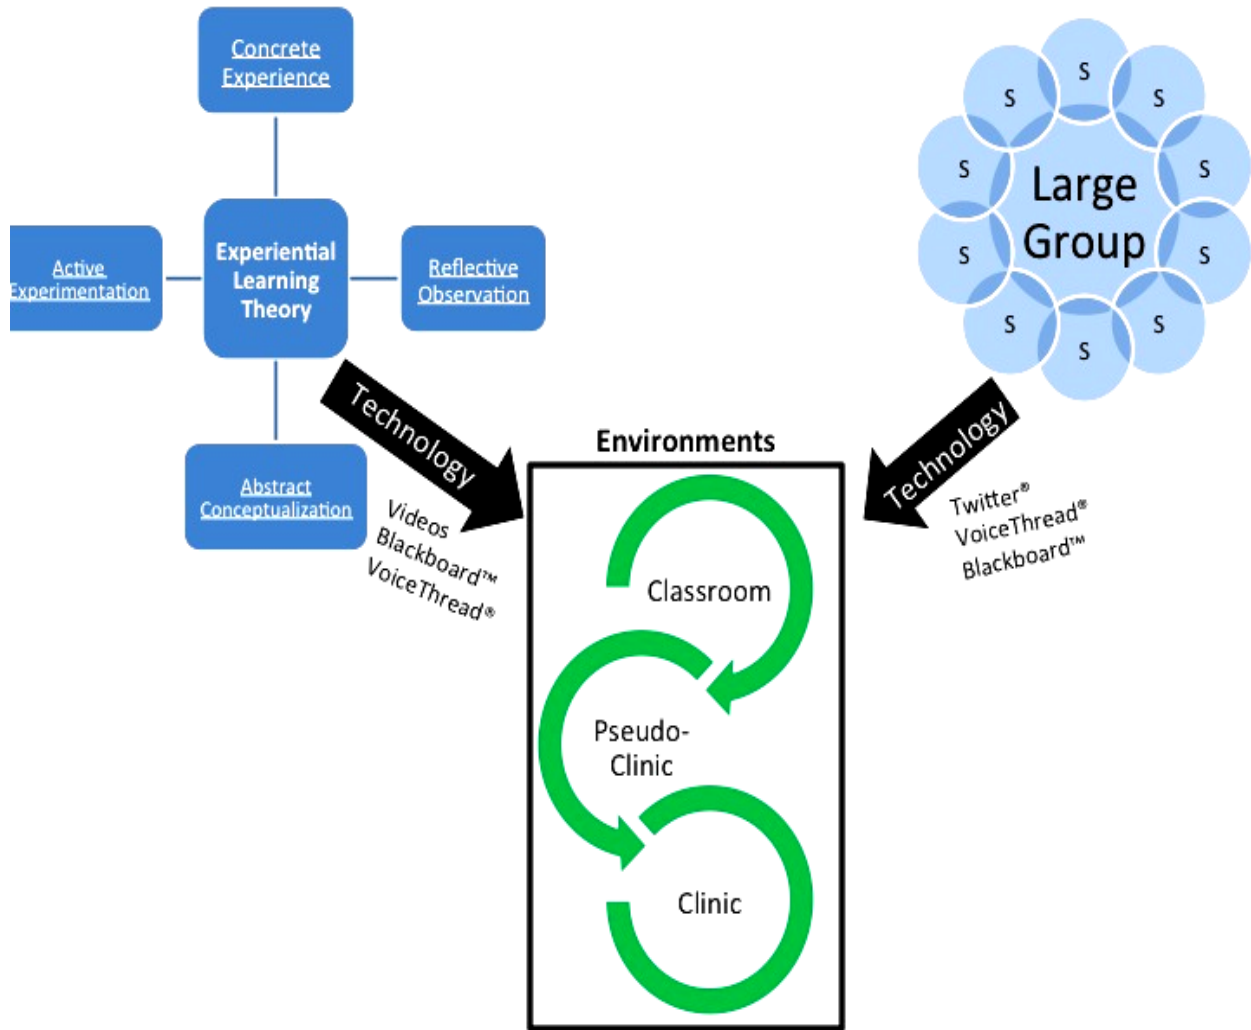 Concrete
Experience
Active
Experimentation
Experiential
Learning
Theory
Reflective
Observation
Abstract
Conceptualization
S
S
S
S
S
S
S
S
S
S
Large
Group
Technology
Videos
Blackboard™
VoiceThread®
Technology
Twitter®
VoiceThread®
Blackboard™
Environments
Classroom
Pseudo-
Clinic
Clinic